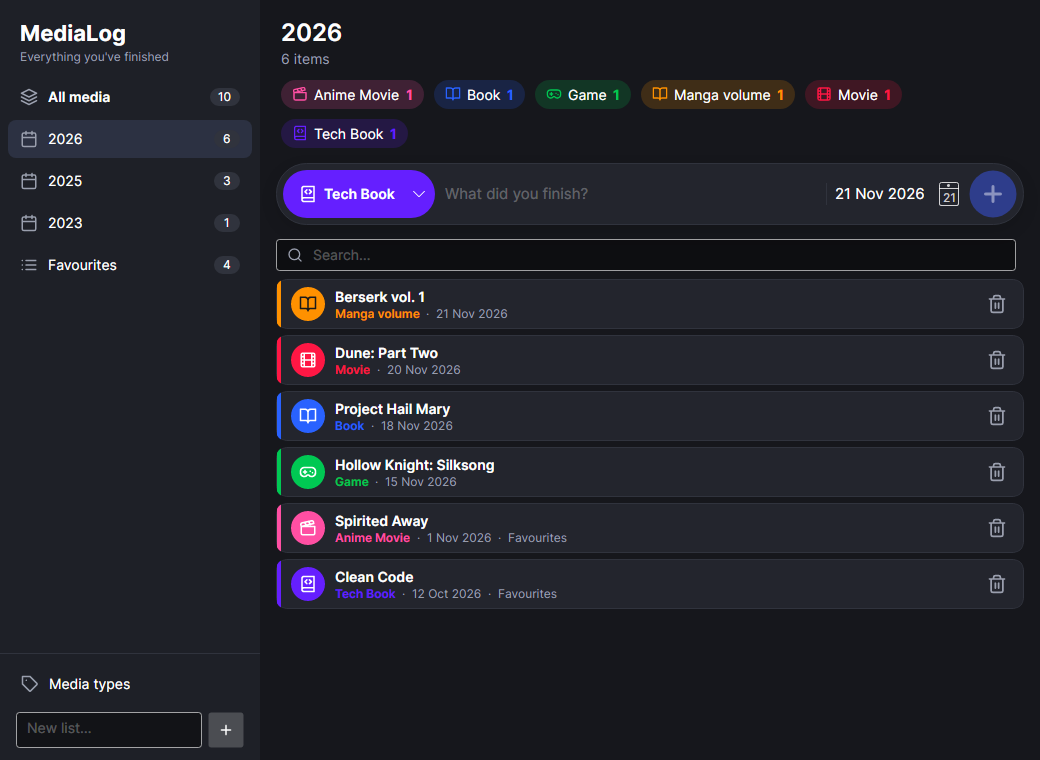 MediaLog
Everything you've finished
All media 10
2026 6
2025 3
2023 1
Favourites 4
Media types
New list...
2026
6 items
Anime Movie 1 Book 1 Game 1 Manga volume 1 Movie 1
Tech Book 1
Tech Book What did you finish? 21 Nov 2026 21
Search...
Berserk vol. 1
Manga volume · 21 Nov 2026
Dune: Part Two
Movie · 20 Nov 2026
Project Hail Mary
Book · 18 Nov 2026
Hollow Knight: Silksong
Game · 15 Nov 2026
Spirited Away
Anime Movie · 1 Nov 2026 · Favourites
Clean Code
Tech Book · 12 Oct 2026 · Favourites